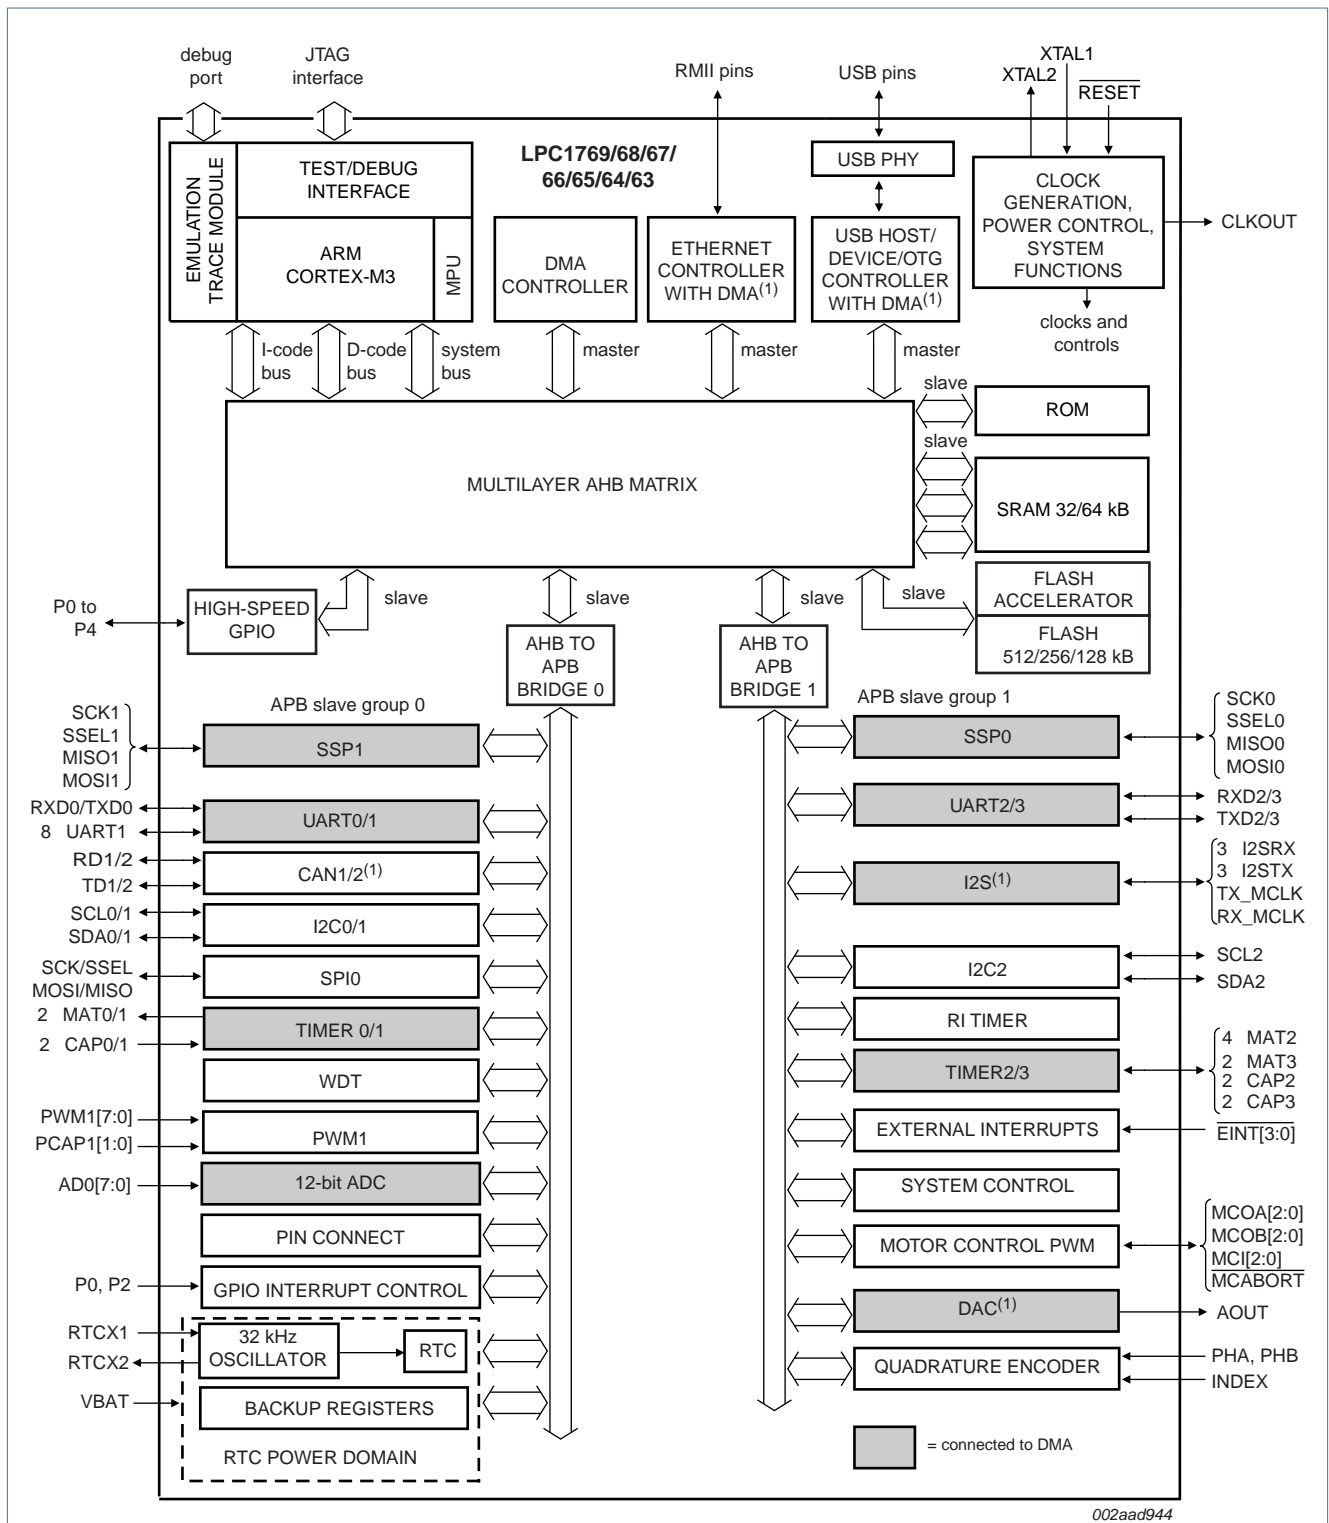 debug
port
JTAG
interface
RMII pins
USB pins
XTAL1
XTAL2
RESET
LPC1769/68/67/
66/65/64/63
EMULATION
TRACE MODULE
TEST/DEBUG
INTERFACE
ARM
CORTEX-M3
MPU
DMA
CONTROLLER
ETHERNET
CONTROLLER
WITH DMA(1)
USB PHY
USB HOST/
DEVICE/OTG
CONTROLLER
WITH DMA(1)
CLOCK
GENERATION,
POWER CONTROL,
SYSTEM
FUNCTIONS
CLKOUT
clocks and
controls
I-code
bus
D-code
bus
system
bus
master
master
master
MULTILAYER AHB MATRIX
slave
ROM
slave
SRAM 32/64 kB
P0 to
P4
HIGH-SPEED
GPIO
slave
slave
slave
slave
FLASH
ACCELERATOR
FLASH
512/256/128 kB
AHB TO
APB
BRIDGE 0
AHB TO
APB
BRIDGE 1
APB slave group 0
SCK1
SSEL1
MISO1
MOSI1
SSP1
RXD0/TXD0
8 UART1
UART0/1
RD1/2
TD1/2
CAN1/2(1)
SCL0/1
SDA0/1
I2C0/1
SCK/SSEL
MOSI/MISO
SPI0
2 MAT0/1
2 CAP0/1
TIMER 0/1
WDT
PWM1[7:0]
PCAP1[1:0]
PWM1
AD0[7:0]
12-bit ADC
PIN CONNECT
P0, P2
GPIO INTERRUPT CONTROL
RTCX1
RTCX2
32 kHz
OSCILLATOR
RTC
VBAT
BACKUP REGISTERS
RTC POWER DOMAIN
APB slave group 1
SSP0
SCK0
SSEL0
MISO0
MOSI0
UART2/3
RXD2/3
TXD2/3
I2S(1)
3 I2SRX
3 I2STX
TX_MCLK
RX_MCLK
I2C2
SCL2
SDA2
RI TIMER
TIMER2/3
4 MAT2
2 MAT3
2 CAP2
2 CAP3
EXTERNAL INTERRUPTS
EINT[3:0]
SYSTEM CONTROL
MOTOR CONTROL PWM
MCOA[2:0]
MCOB[2:0]
MCI[2:0]
MCABORT
DAC(1)
AOUT
QUADRATURE ENCODER
PHA, PHB
INDEX
= connected to DMA
002aad944